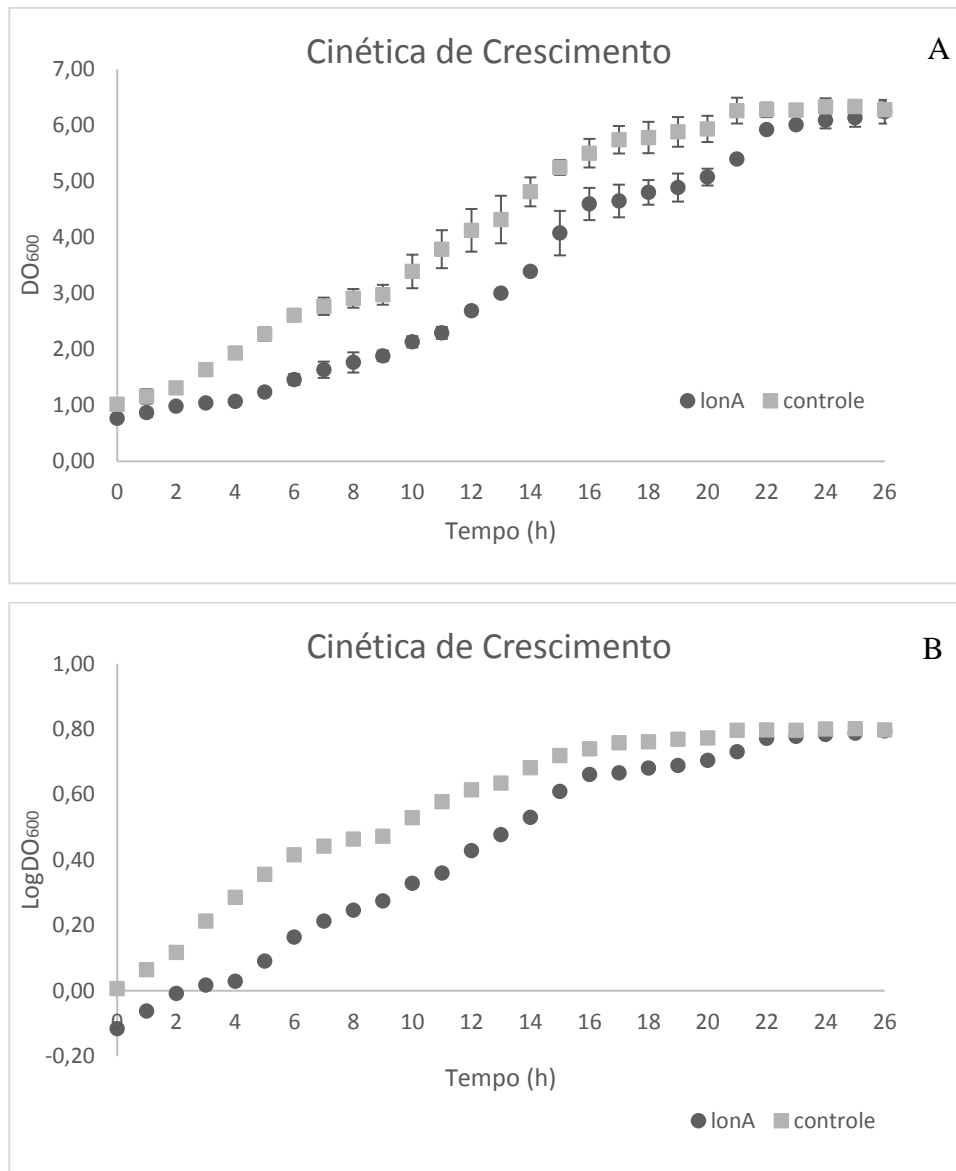 Cinética de Crescimento
A
7,00
6,00
5,00
4,00
3,00
2,00
1,00
0,00
DO600
0 2 4 6 8 10 12 14 16 18 20 22 24 26
Tempo (h)
lonA controle
Cinética de Crescimento
B
1,00
0,80
0,60
0,40
0,20
0,00
-0,20
LogDO600
0 2 4 6 8 10 12 14 16 18 20 22 24 26
Tempo (h)
lonA controle